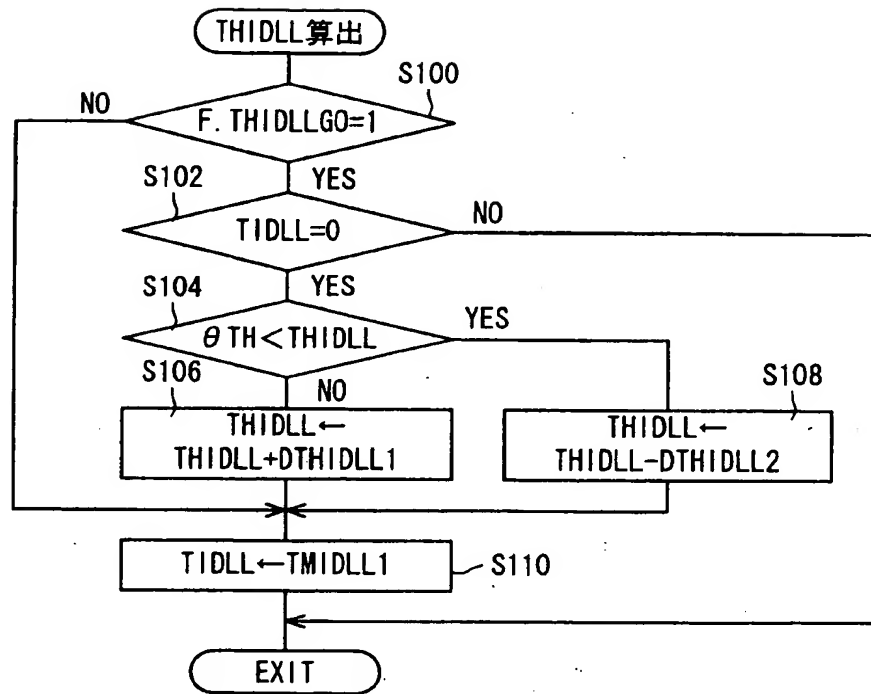 THIDLL算出
S100
NO
F.THIDLLGO=1
S102
YES
NO
TIDLL=0
S104
YES
YES
θTH<THIDLL
S106
NO
S108
THIDLL←
THIDLL+DTHIDLL1
THIDLL←
THIDLL-DTHIDLL2
TIDLL←TMIDLL1
S110
EXIT